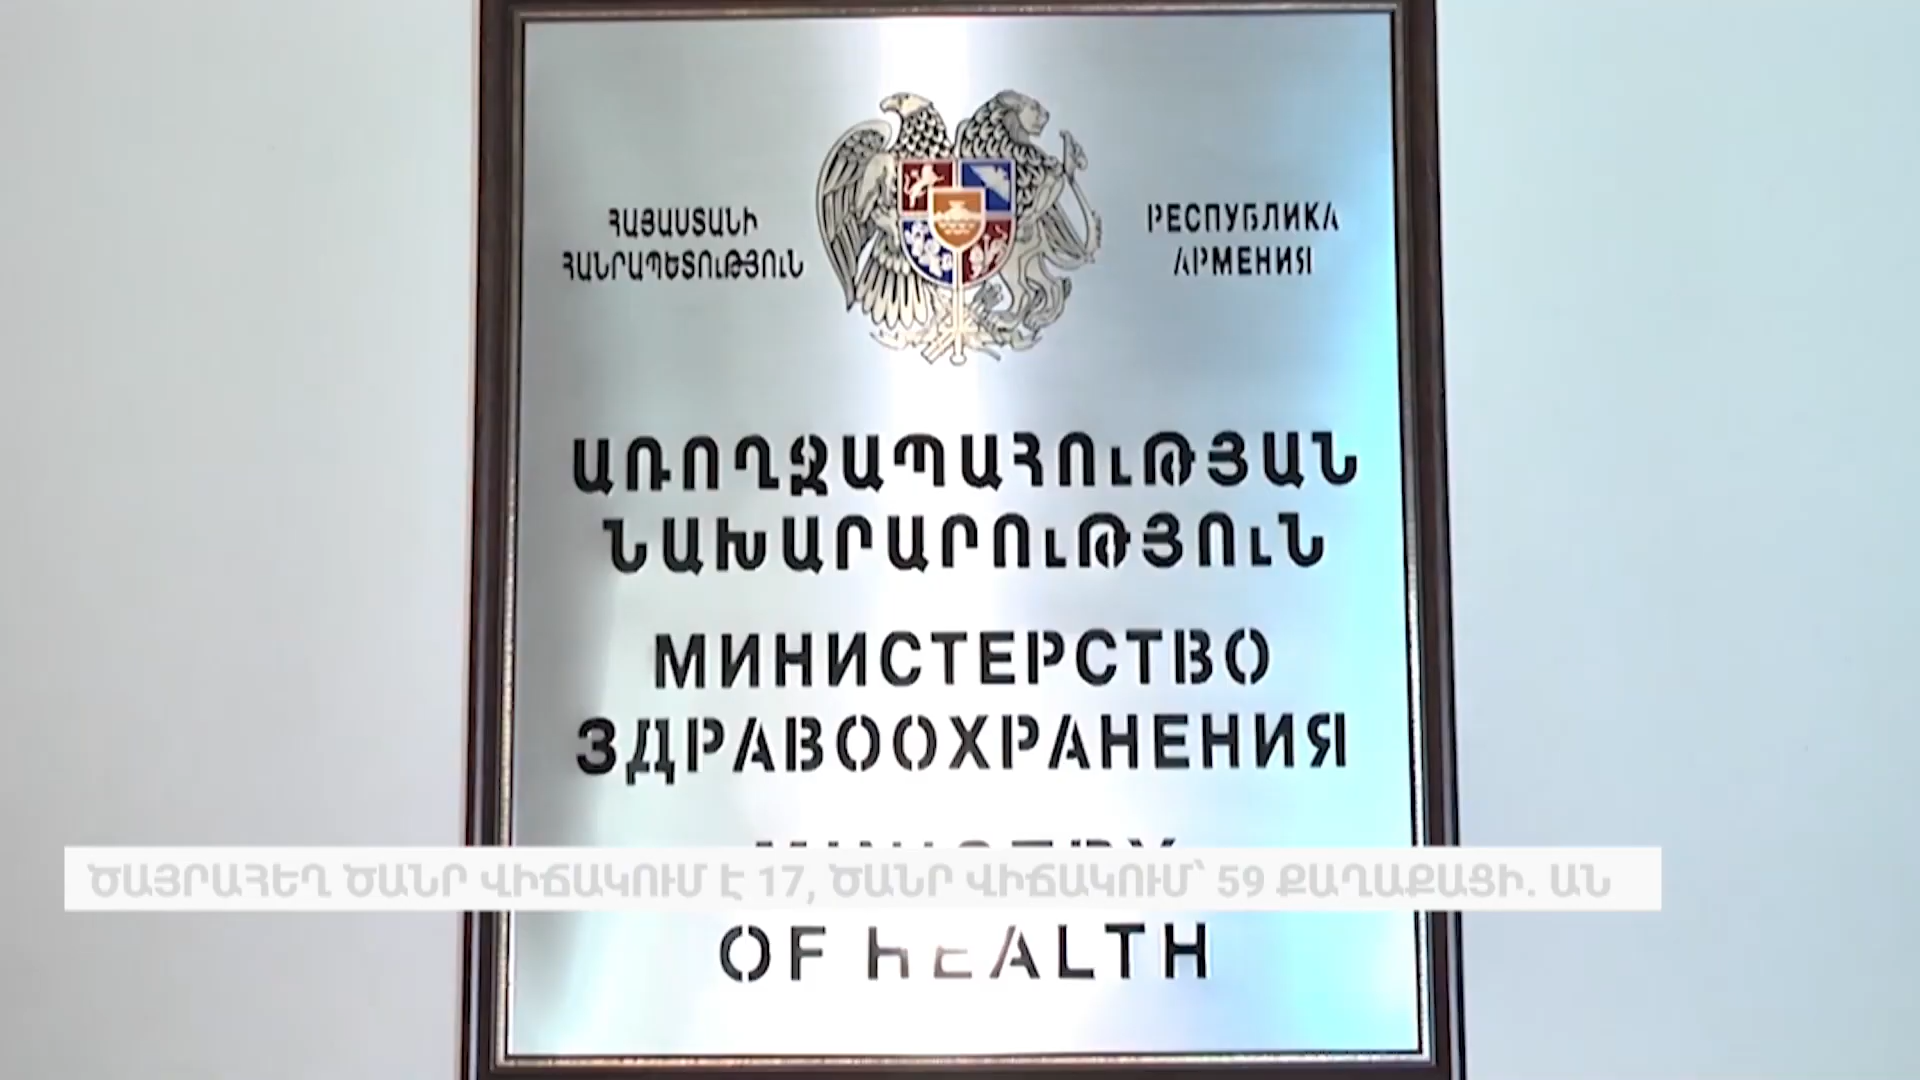 ՀԱՅԱՍՏԱՆԻ
ՀԱՆՐԱՊԵՏՈւԹՅՈւՆ
РЕСПУБЛИКА
АРМЕНИЯ
ԱՌՈՂՋԱՊԱՀՈւԹՅԱՆ
ՆԱԽԱՐԱՐՈւԹՅՈւՆ
МИНИСТЕРСТВО
ЗДРАВООХРАНЕНИЯ
MINISTRY
ԾԱՅՐԱՀԵՂ ԾԱՆՐ ՎԻՃԱԿՈՒՄ Է 17, ԾԱՆՐ ՎԻՃԱԿՈՒՄ՝ 59 ՔԱՂԱՔԱՑԻ. ԱՆ
OF HEALTH